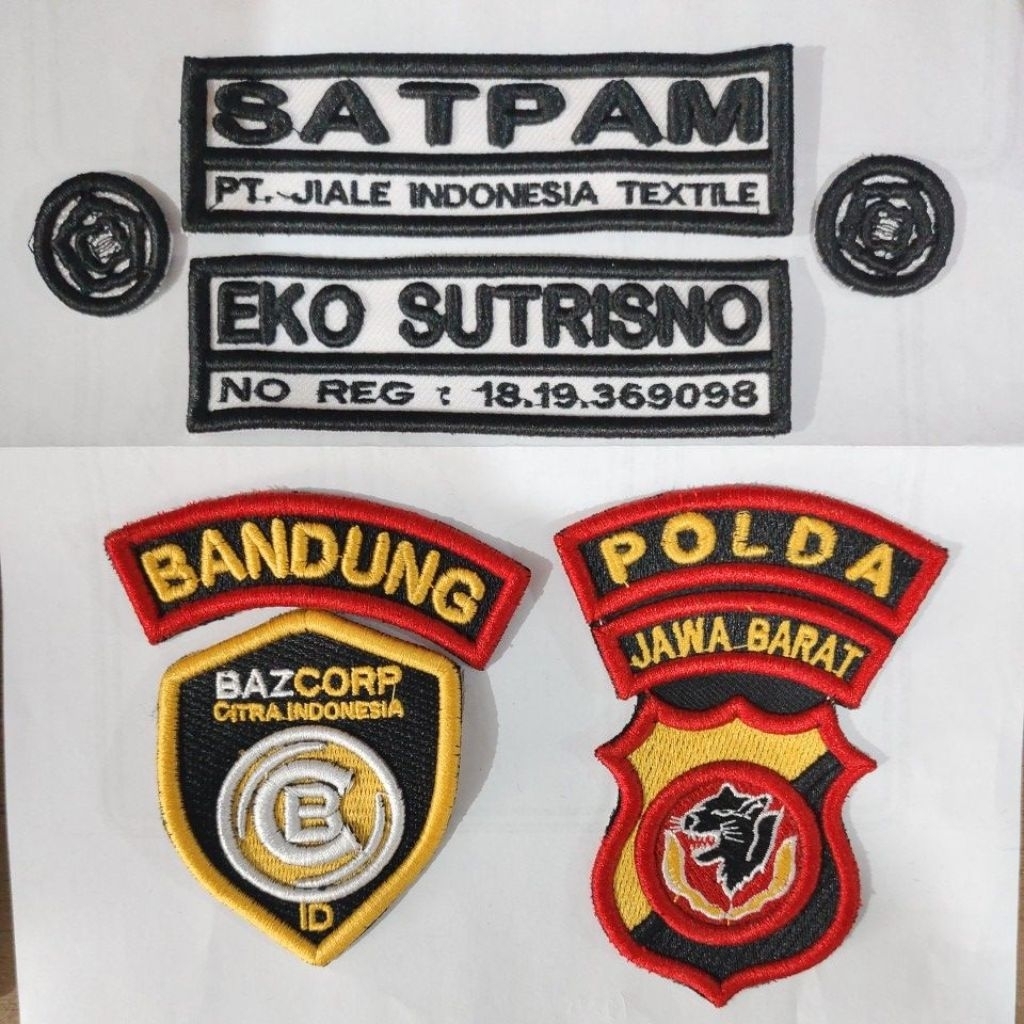 SATPAM
PT. JIALE INDONESIA TEXTILE
EKO SUTRISNO
NO REG : 18.19.369098
BANDUNG
BAZCORP
CITRA INDONESIA
CB
ID
POLDA
JAWA BARAT